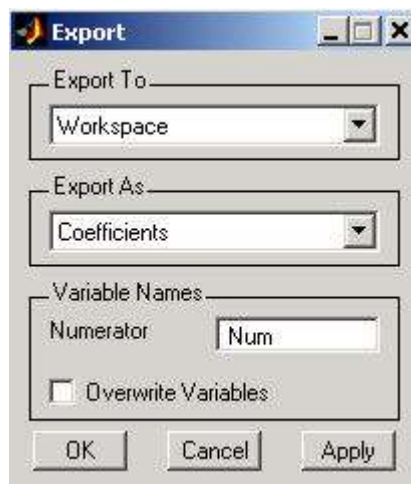 Export
Export To
Workspace
Export As
Coefficients
Variable Names
Numerator Num
Overwrite Variables
OK Cancel Apply